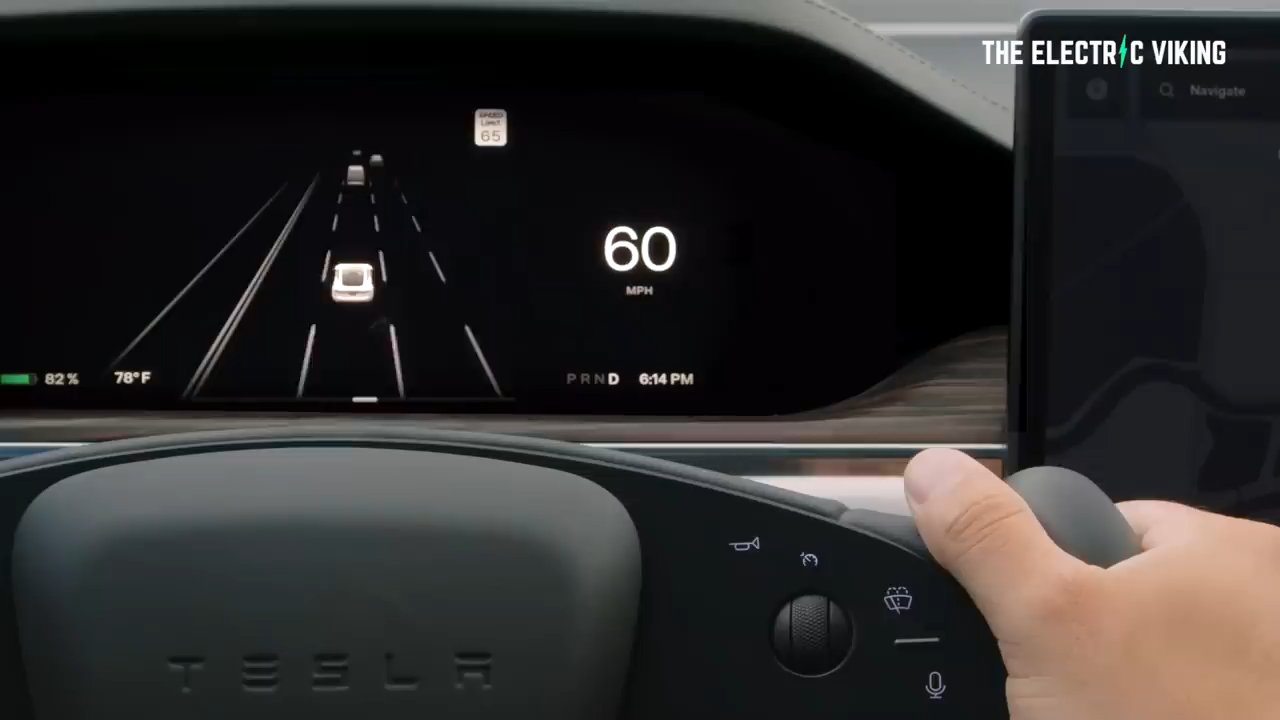 THE ELECTRIC VIKING
Navigate
SPEED
LIMIT
65
60
MPH
82 %
78°F
P R N D
6:14 PM
TESLA